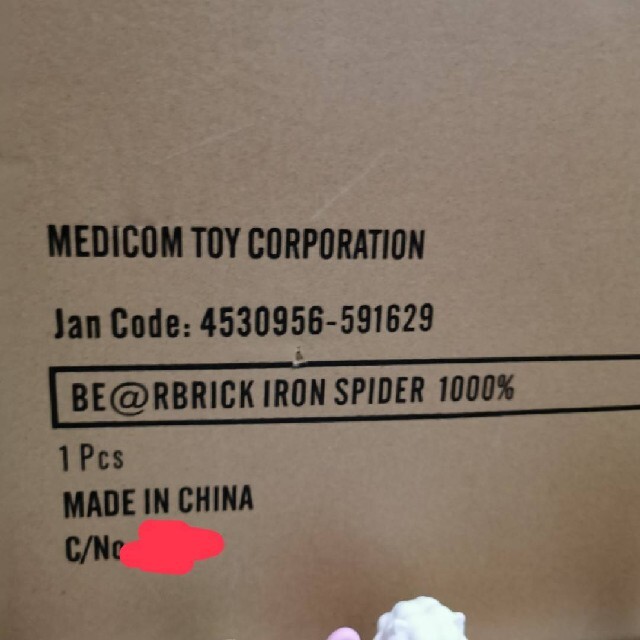 MEDICOM TOY CORPORATION
Jan Code: 4530956-591629
BE@RBRICK IRON SPIDER 1000%
1 Pcs
MADE IN CHINA
C/No